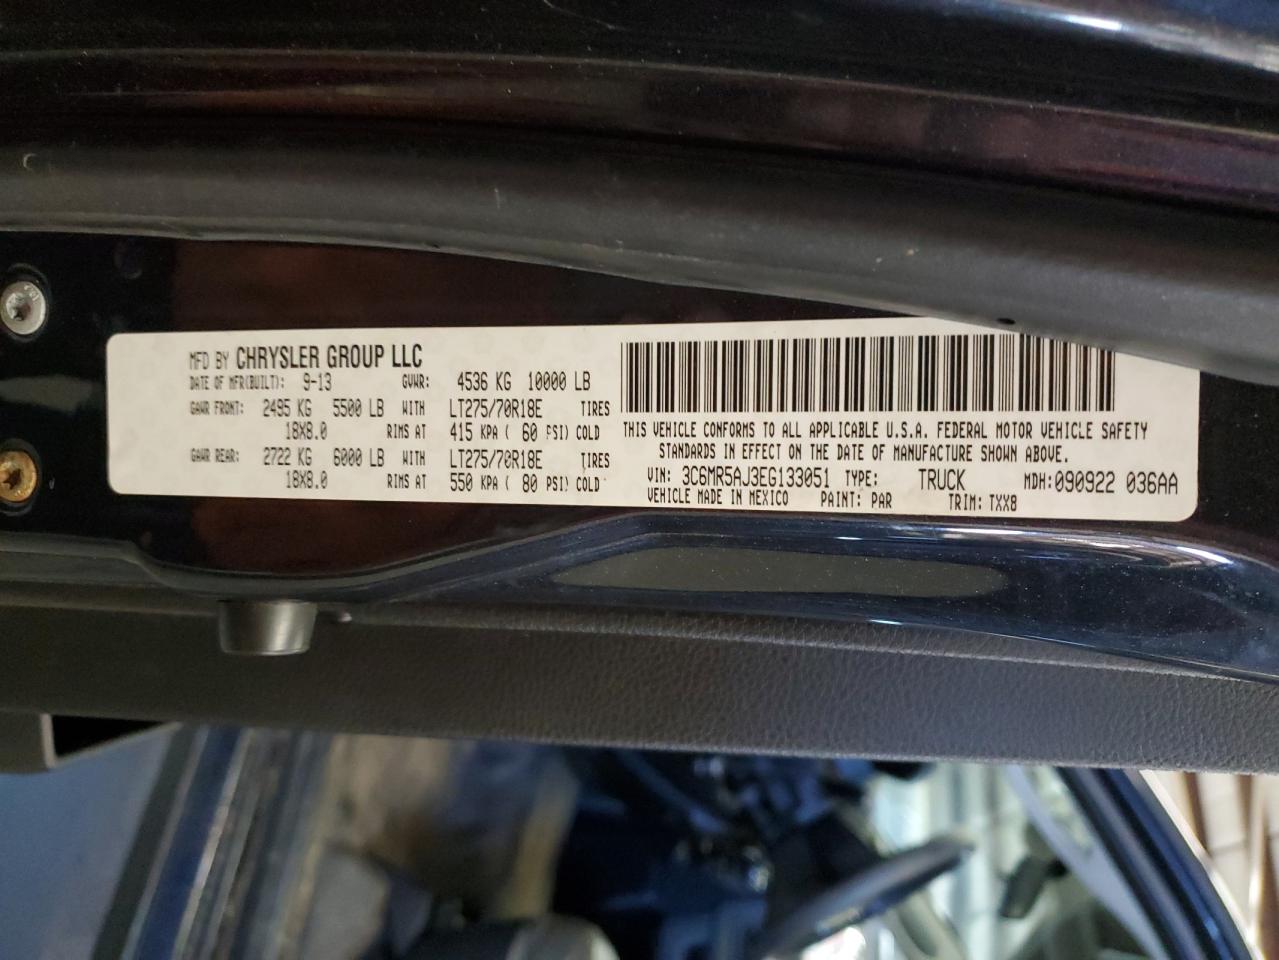 MFD BY CHRYSLER GROUP LLC
DATE OF MFR(BUILT): 9-13 GVWR: 4536 KG 10000 LB
GAWR FRONT: 2495 KG 5500 LB WITH LT275/70R18E TIRES
18X8.0 RIMS AT 415 KPA ( 60 PSI) COLD
GAWR REAR: 2722 KG 6000 LB WITH LT275/70R18E TIRES
18X8.0 RIMS AT 550 KPA ( 80 PSI) COLD
THIS VEHICLE CONFORMS TO ALL APPLICABLE U.S.A. FEDERAL MOTOR VEHICLE SAFETY
STANDARDS IN EFFECT ON THE DATE OF MANUFACTURE SHOWN ABOVE.
VIN: 3C6MR5AJ3EG133051 TYPE: TRUCK MDH: 090922 036AA
VEHICLE MADE IN MEXICO PAINT: PAR TRIM: TXX8